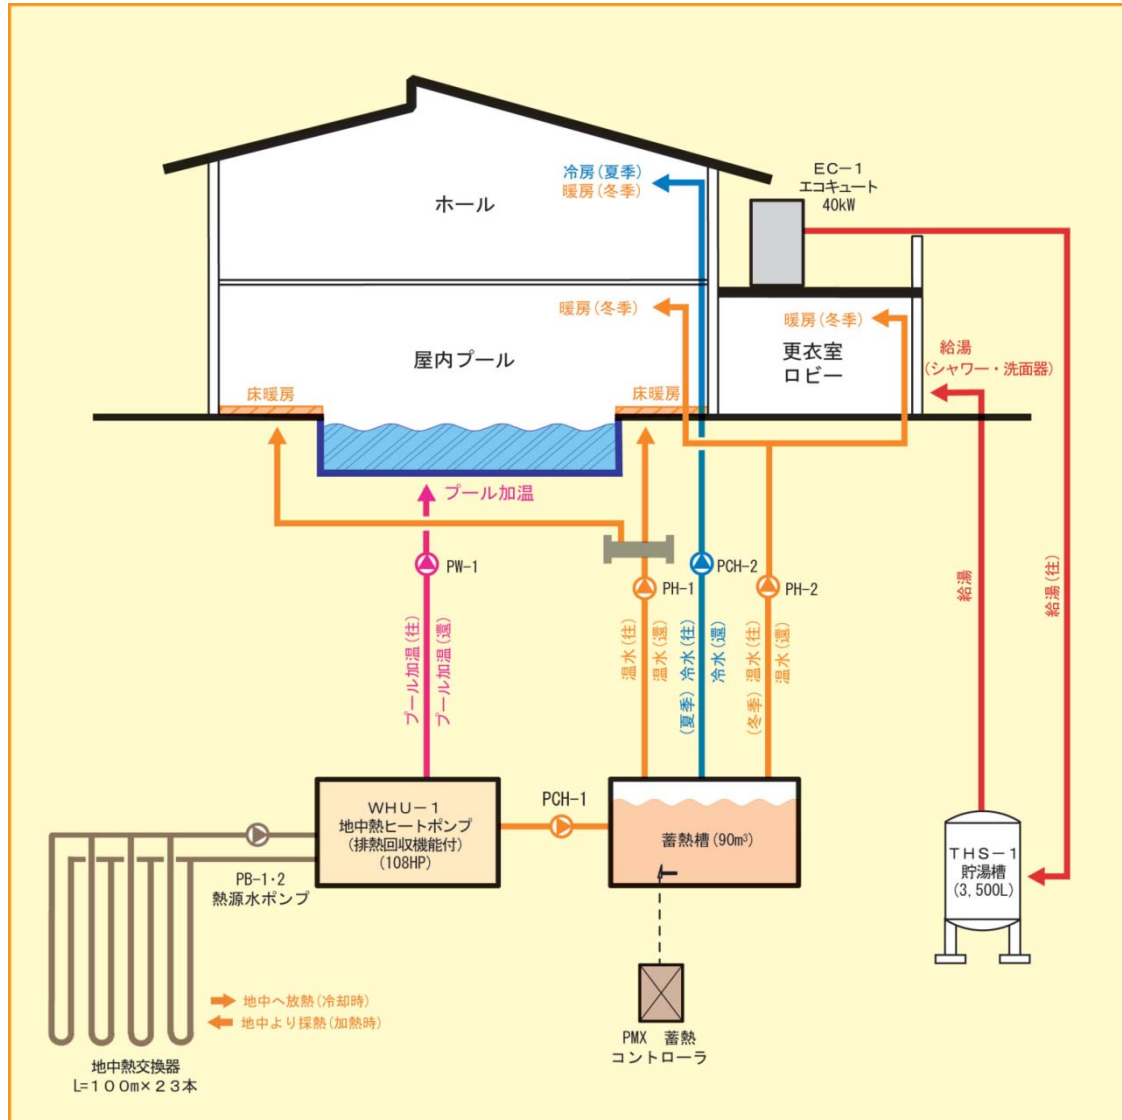 EC-1
エコキュート
40kW
冷房(夏季)
暖房(冬季)
ホール
暖房(冬季)
暖房(冬季)
屋内プール
更衣室
ロビー
給湯
(シャワー・洗面器)
床暖房
床暖房
プール加温
PW-1
PH-1
PCH-2
PH-2
プール加温(往)
プール加温(還)
温水(往)
温水(還)
(夏季) 冷水(往)
冷水(還)
(冬季) 温水(往)
温水(還)
給湯
給湯(往)
WHU-1
地中熱ヒートポンプ
(排熱回収機能付)
(108HP)
PCH-1
蓄熱槽(90m³)
THS-1
貯湯槽
(3,500L)
PB-1・2
熱源水ポンプ
地中へ放熱(冷却時)
地中より採熱(加熱時)
PMX 蓄熱
コントローラ
地中熱交換器
L=100m×23本